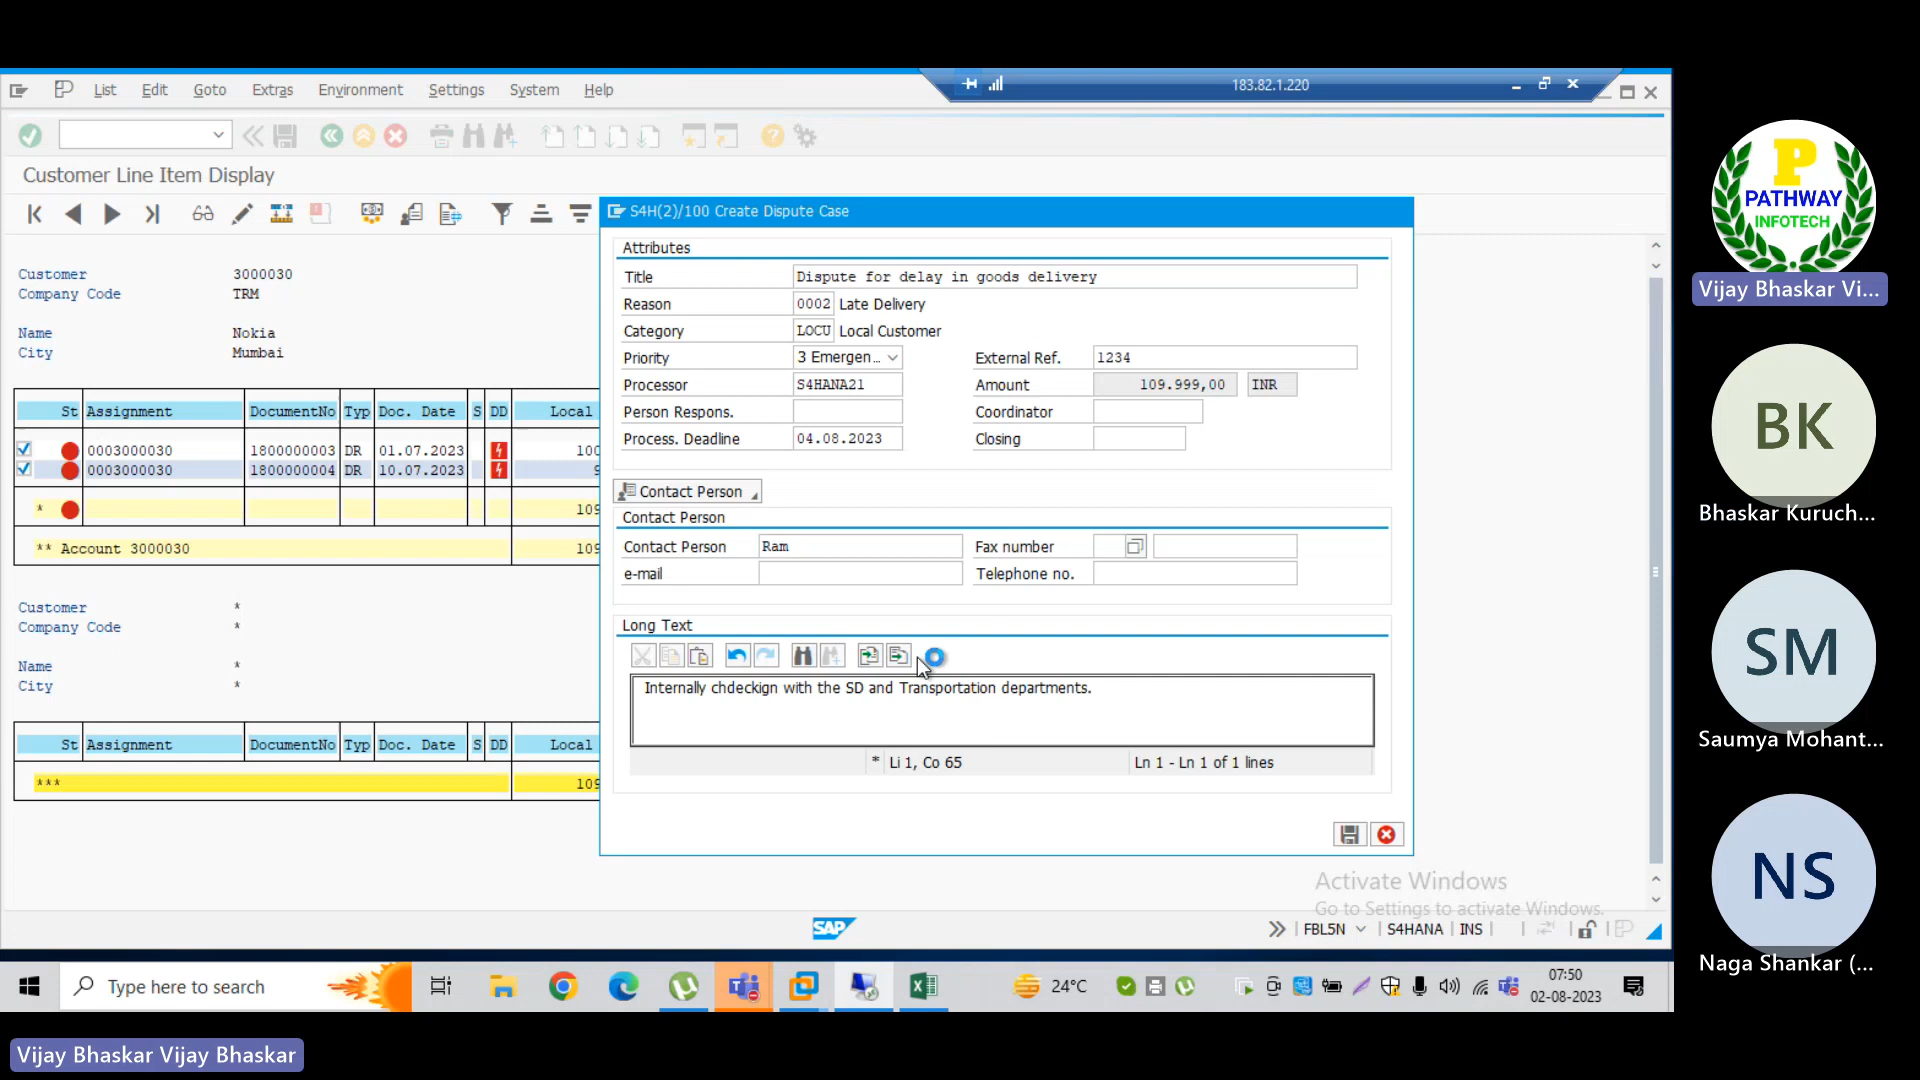 List Edit Goto Extras Environment Settings System Help
183.82.1.220
Customer Line Item Display
Customer 3000030
Company Code TRM
Name Nokia
City Mumbai
St Assignment DocumentNo Typ Doc. Date S DD Local
0003000030 1800000003 DR 01.07.2023 100
0003000030 1800000004 DR 10.07.2023 9
* 109
** Account 3000030 109
Customer *
Company Code *
Name *
City *
St Assignment DocumentNo Typ Doc. Date S DD Local
*** 109
S4H(2)/100 Create Dispute Case
Attributes
Title Dispute for delay in goods delivery
Reason 0002 Late Delivery
Category LOCU Local Customer
Priority 3 Emergen... External Ref. 1234
Processor S4HANA21 Amount 109.999,00 INR
Person Respons. Coordinator
Process. Deadline 04.08.2023 Closing
Contact Person
Contact Person
Contact Person Ram Fax number
e-mail Telephone no.
Long Text
Internally chdeckign with the SD and Transportation departments.
* Li 1, Co 65 Ln 1 - Ln 1 of 1 lines
Activate Windows
Go to Settings to activate Windows.
SAP
FBL5N S4HANA INS
Type here to search
24°C
07:50
02-08-2023
P
PATHWAY
INFOTECH
Vijay Bhaskar Vi...
BK
Bhaskar Kuruch...
SM
Saumya Mohant...
NS
Naga Shankar (...
Vijay Bhaskar Vijay Bhaskar